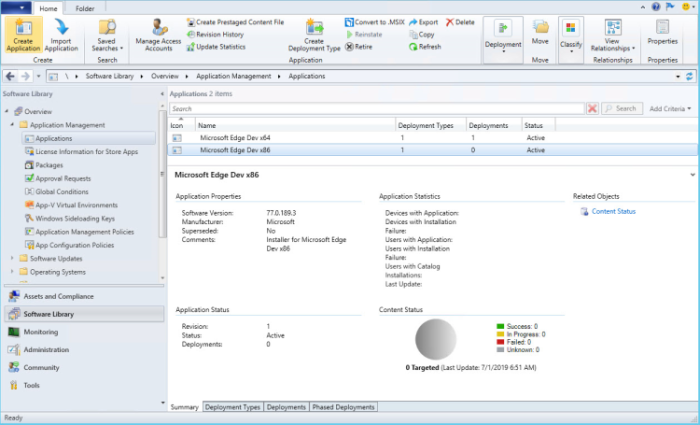 Home Folder
Create Application
Import Application
Create
Saved Searches
Search
Manage Access Accounts
Create Prestaged Content File
Revision History
Update Statistics
Create Deployment Type
Convert to .MSIX
Reinstate
Retire
Export
Copy
Refresh
Delete
Application
Deployment
Move
Move
Classify
View Relationships
Relationships
Properties
Properties
\ Software Library Overview Application Management Applications
Software Library
Overview
Application Management
Applications
License Information for Store Apps
Packages
Approval Requests
Global Conditions
App-V Virtual Environments
Windows Sideloading Keys
Application Management Policies
App Configuration Policies
Software Updates
Operating Systems
Assets and Compliance
Software Library
Monitoring
Administration
Community
Tools
Applications 2 items
Search
Search
Add Criteria
Icon Name Deployment Types Deployments Status
Microsoft Edge Dev x64 1 1 Active
Microsoft Edge Dev x86 1 0 Active
Microsoft Edge Dev x86
Application Properties
Software Version: 77.0.189.3
Manufacturer: Microsoft
Superseded: No
Comments: Installer for Microsoft Edge
Dev x86
Application Statistics
Devices with Application:
Devices with Installation
Failure:
Users with Application:
Users with Installation
Failure:
Users with Catalog
Installations:
Last Update:
Related Objects
Content Status
Application Status
Revision: 1
Status: Active
Deployments: 0
Content Status
Success: 0
In Progress: 0
Failed: 0
Unknown: 0
0 Targeted (Last Update: 7/1/2019 6:51 AM)
Summary Deployment Types Deployments Phased Deployments
Ready